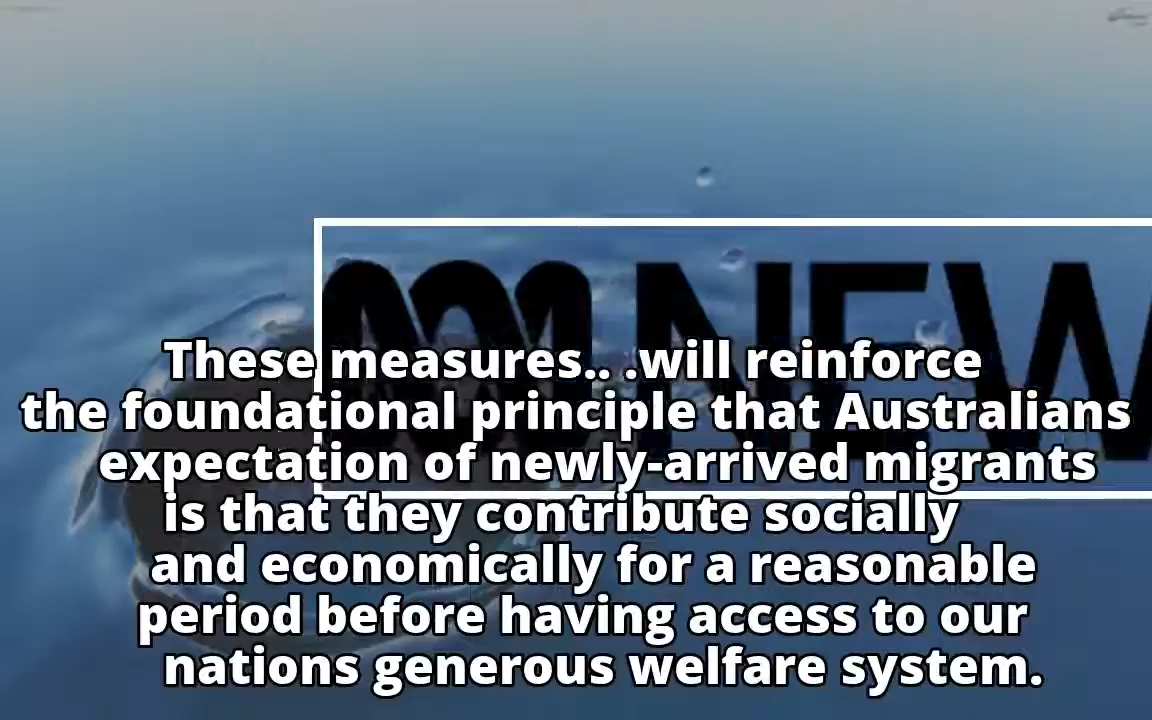 NEW
These measures.. .will reinforce
the foundational principle that Australians
expectation of newly-arrived migrants
is that they contribute socially
and economically for a reasonable
period before having access to our
nations generous welfare system.